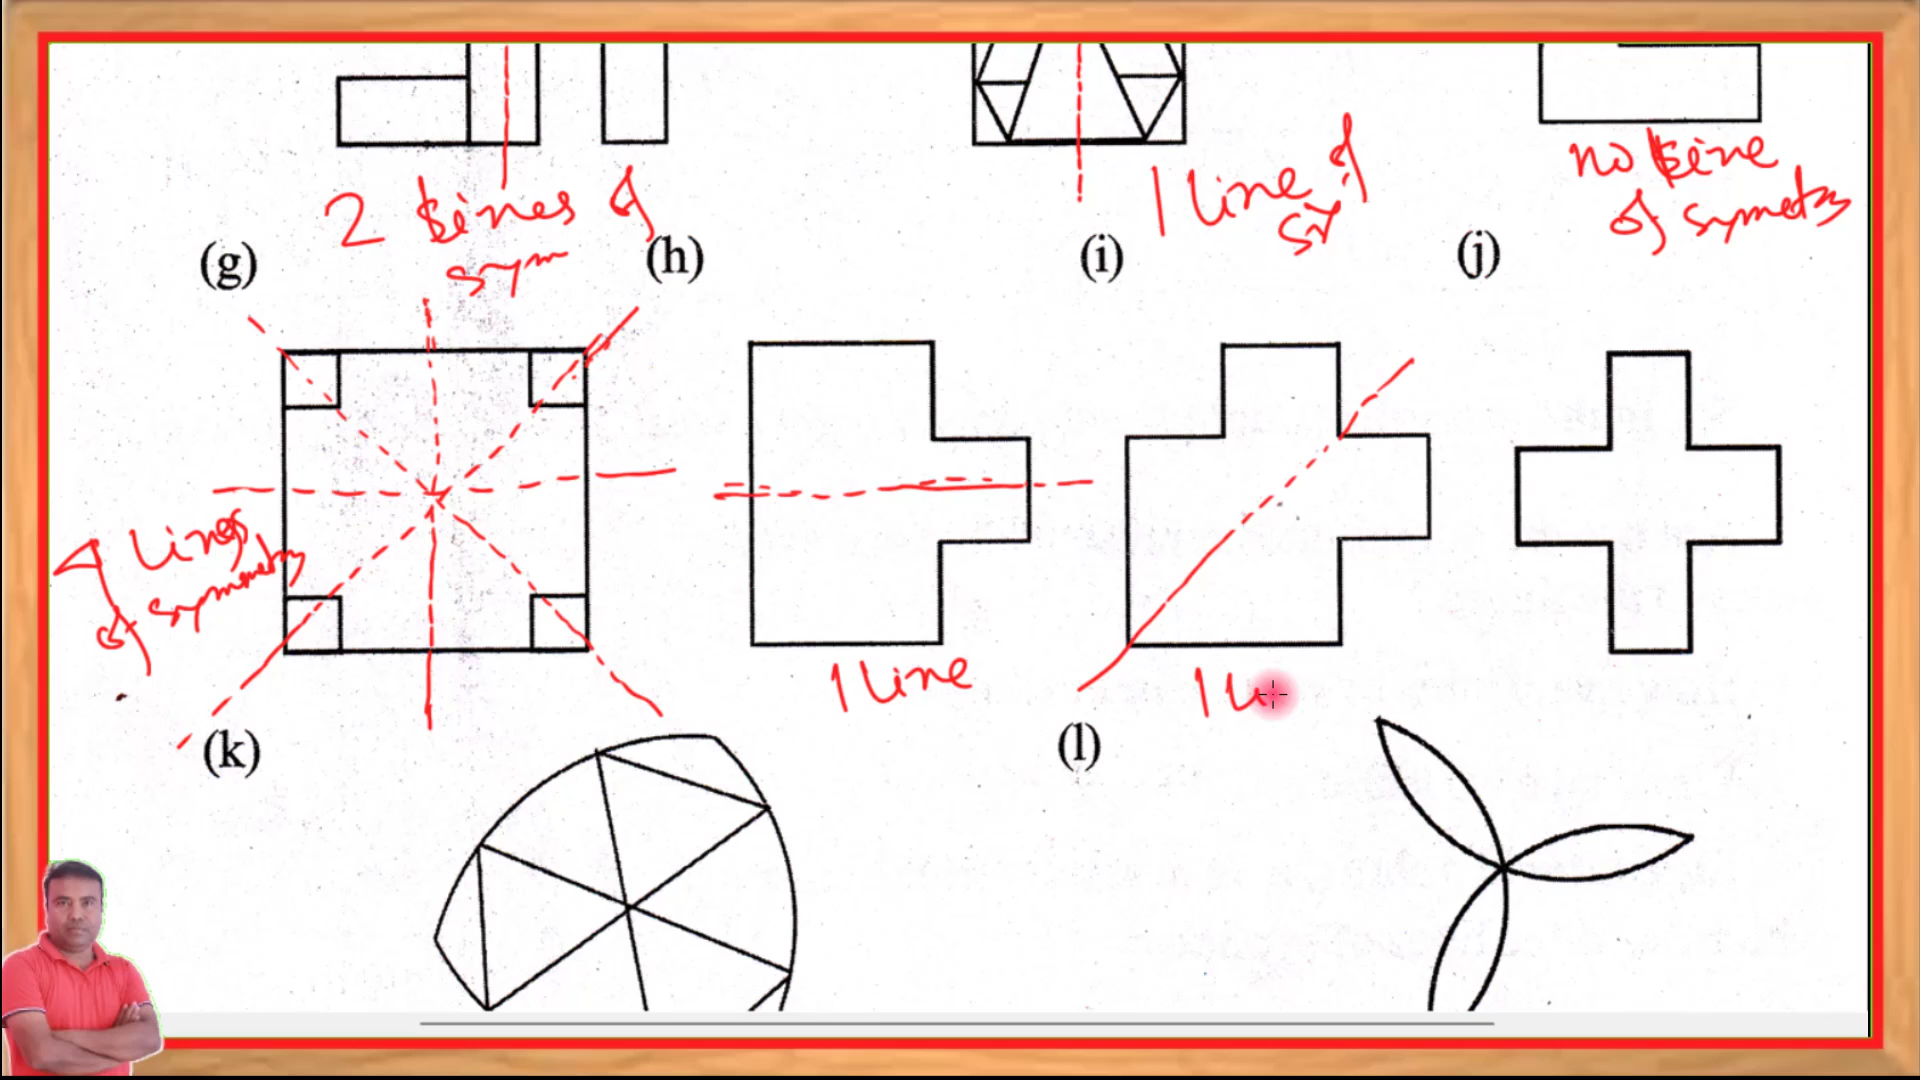 2 lines of
sym
1 line of
sy
no line
of symetry
(g)
(h)
(i)
(j)
4 lines
of symmetry
1 line
1 li
(k)
(l)